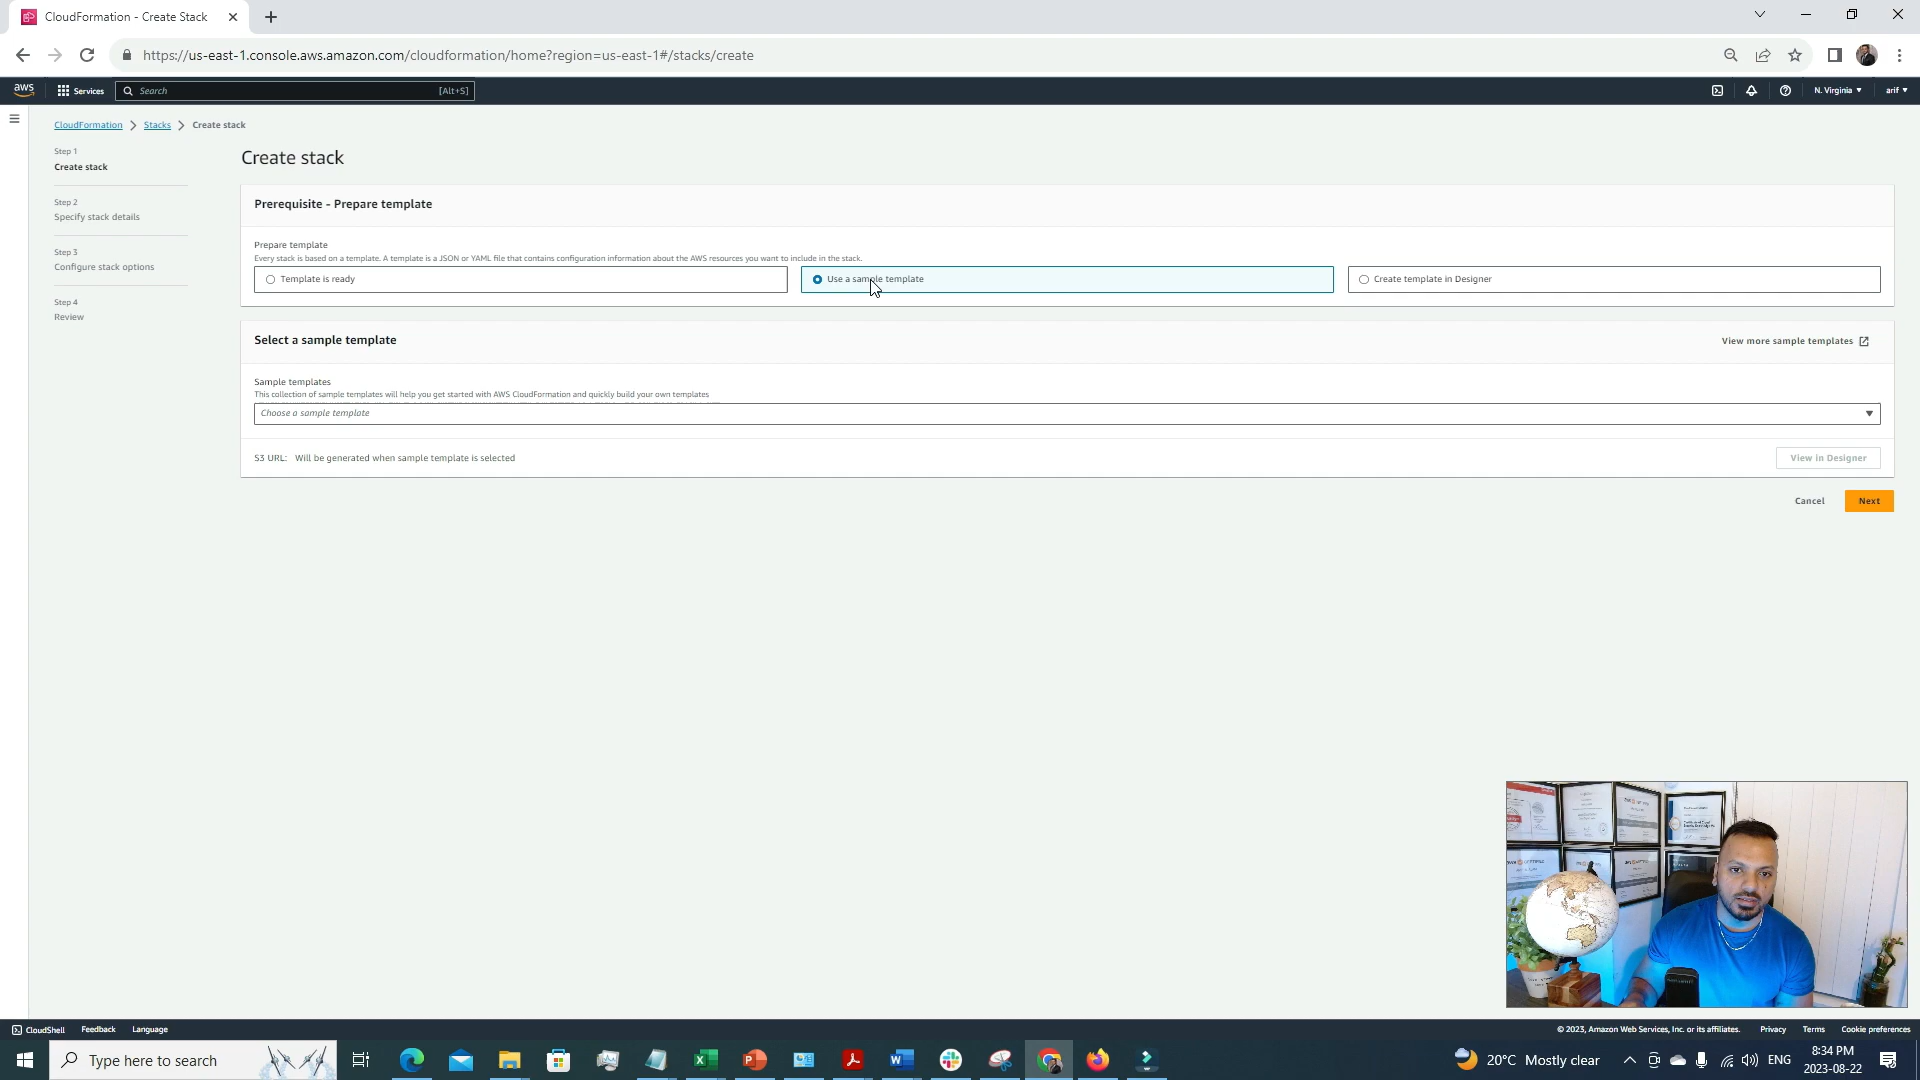 CloudFormation - Create Stack
https://us-east-1.console.aws.amazon.com/cloudformation/home?region=us-east-1#/stacks/create
aws
Services
Search
[Alt+S]
N. Virginia
arif
CloudFormation
Stacks
Create stack
Step 1
Create stack
Step 2
Specify stack details
Step 3
Configure stack options
Step 4
Review
Create stack
Prerequisite - Prepare template
Prepare template
Every stack is based on a template. A template is a JSON or YAML file that contains configuration information about the AWS resources you want to include in the stack.
Template is ready
Use a sample template
Create template in Designer
Select a sample template
View more sample templates
Sample templates
This collection of sample templates will help you get started with AWS CloudFormation and quickly build your own templates
Choose a sample template
S3 URL: Will be generated when sample template is selected
View in Designer
Cancel
Next
CloudShell
Feedback
Language
© 2023, Amazon Web Services, Inc. or its affiliates.
Privacy
Terms
Cookie preferences
Type here to search
20°C Mostly clear
ENG
8:34 PM
2023-08-22